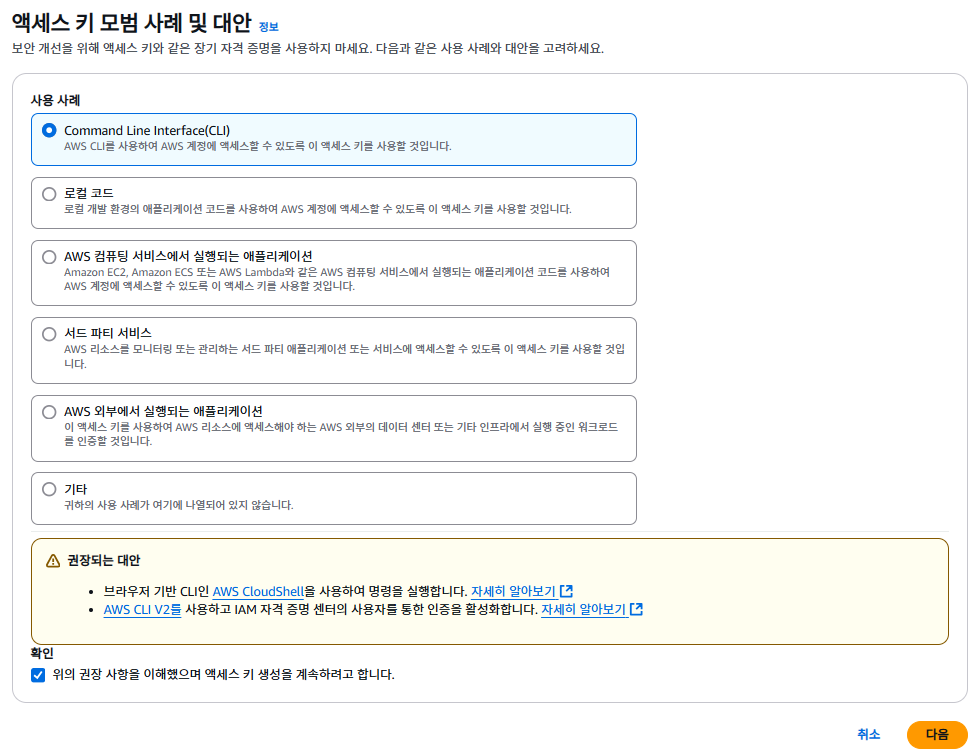 액세스 키 모범 사례 및 대안 정보
보안 개선을 위해 액세스 키와 같은 장기 자격 증명을 사용하지 마세요. 다음과 같은 사용 사례와 대안을 고려하세요.
사용 사례
Command Line Interface(CLI)
AWS CLI를 사용하여 AWS 계정에 액세스할 수 있도록 이 액세스 키를 사용할 것입니다.
로컬 코드
로컬 개발 환경의 애플리케이션 코드를 사용하여 AWS 계정에 액세스할 수 있도록 이 액세스 키를 사용할 것입니다.
AWS 컴퓨팅 서비스에서 실행되는 애플리케이션
Amazon EC2, Amazon ECS 또는 AWS Lambda와 같은 AWS 컴퓨팅 서비스에서 실행되는 애플리케이션 코드를 사용하여
AWS 계정에 액세스할 수 있도록 이 액세스 키를 사용할 것입니다.
서드 파티 서비스
AWS 리소스를 모니터링 또는 관리하는 서드 파티 애플리케이션 또는 서비스에 액세스할 수 있도록 이 액세스 키를 사용할 것입
니다.
AWS 외부에서 실행되는 애플리케이션
이 액세스 키를 사용하여 AWS 리소스에 액세스해야 하는 AWS 외부의 데이터 센터 또는 기타 인프라에서 실행 중인 워크로드
를 인증할 것입니다.
기타
귀하의 사용 사례가 여기에 나열되어 있지 않습니다.
권장되는 대안
• 브라우저 기반 CLI인 AWS CloudShell을 사용하여 명령을 실행합니다. 자세히 알아보기
• AWS CLI V2를 사용하고 IAM 자격 증명 센터의 사용자를 통한 인증을 활성화합니다. 자세히 알아보기
확인
위의 권장 사항을 이해했으며 액세스 키 생성을 계속하려고 합니다.
취소 다음